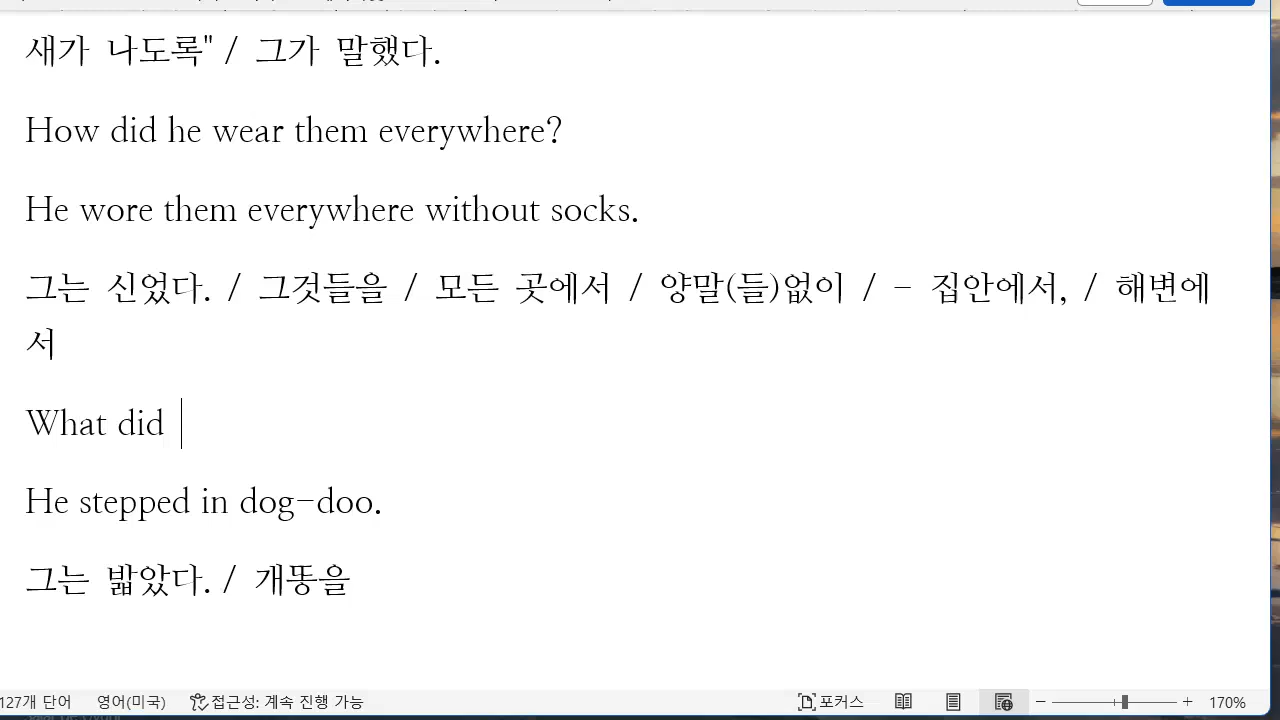 새가 나도록" / 그가 말했다.
How did he wear them everywhere?
He wore them everywhere without socks.
그는 신었다. / 그것들을 / 모든 곳에서 / 양말(들)없이 / - 집안에서, / 해변에
서
What did
He stepped in dog-doo.
그는 밟았다. / 개똥을
127개 단어 영어(미국) 접근성: 계속 진행 가능 포커스 170%